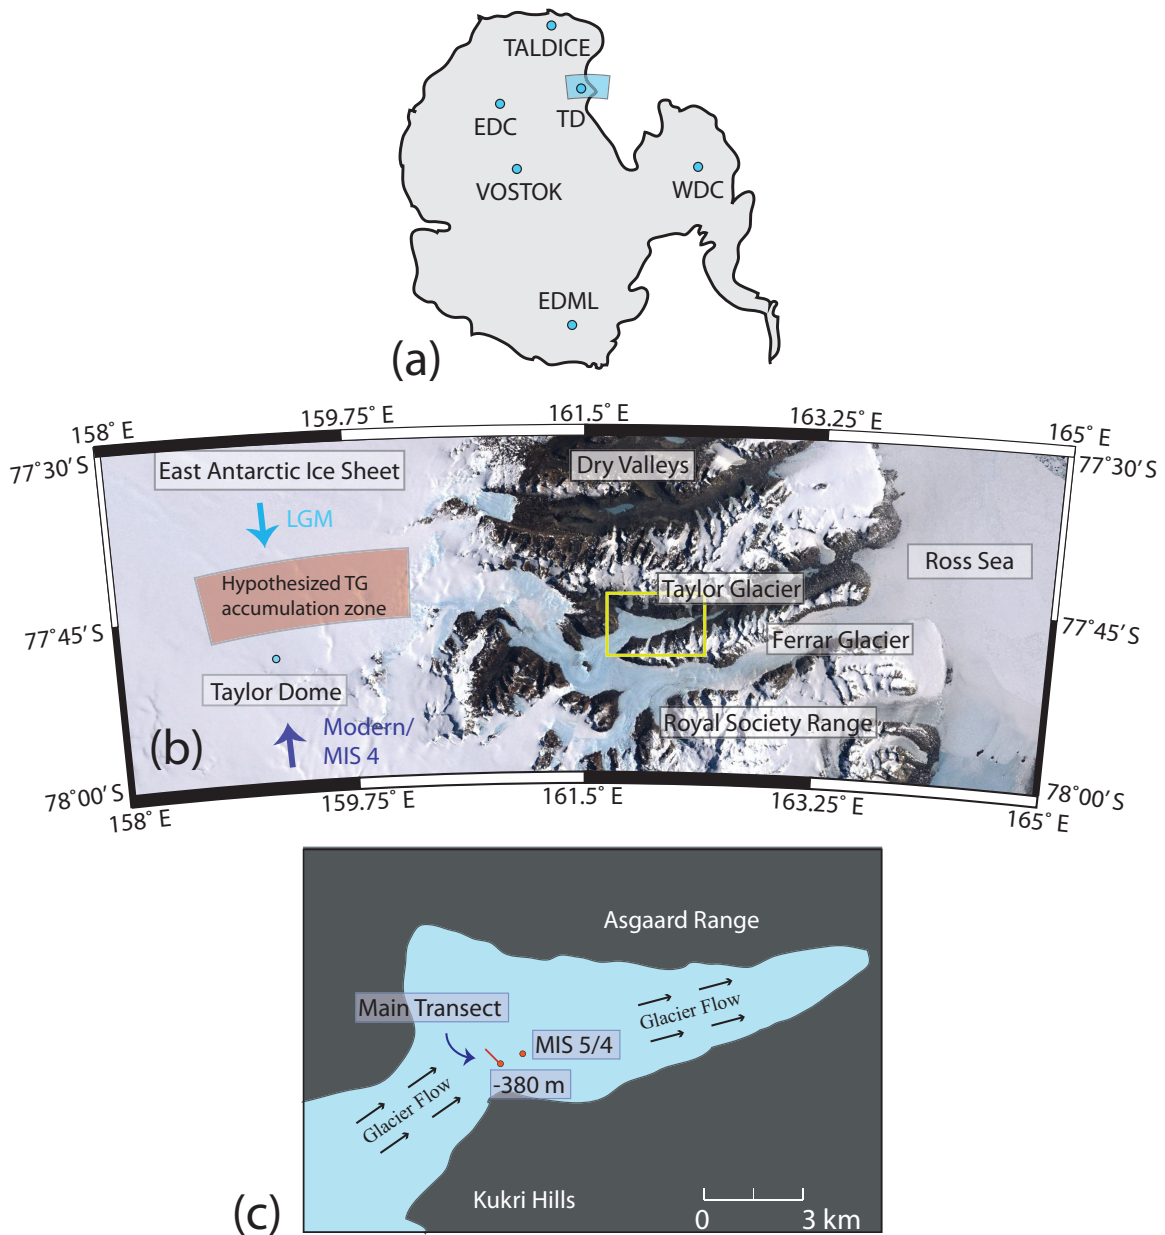 TALDICE
TD
EDC
VOSTOK
WDC
EDML
(a)
158° E
159.75° E
161.5° E
163.25° E
165° E
77°30' S
77°30' S
East Antarctic Ice Sheet
Dry Valleys
LGM
Ross Sea
Hypothesized TG
accumulation zone
Taylor Glacier
77°45' S
77°45' S
Ferrar Glacier
Taylor Dome
Royal Society Range
(b)
Modern/
MIS 4
78°00' S
78°00' S
158° E
159.75° E
161.5° E
163.25° E
165° E
Asgaard Range
Main Transect
Glacier Flow
MIS 5/4
-380 m
Glacier Flow
Kukri Hills
(c)
0
3 km